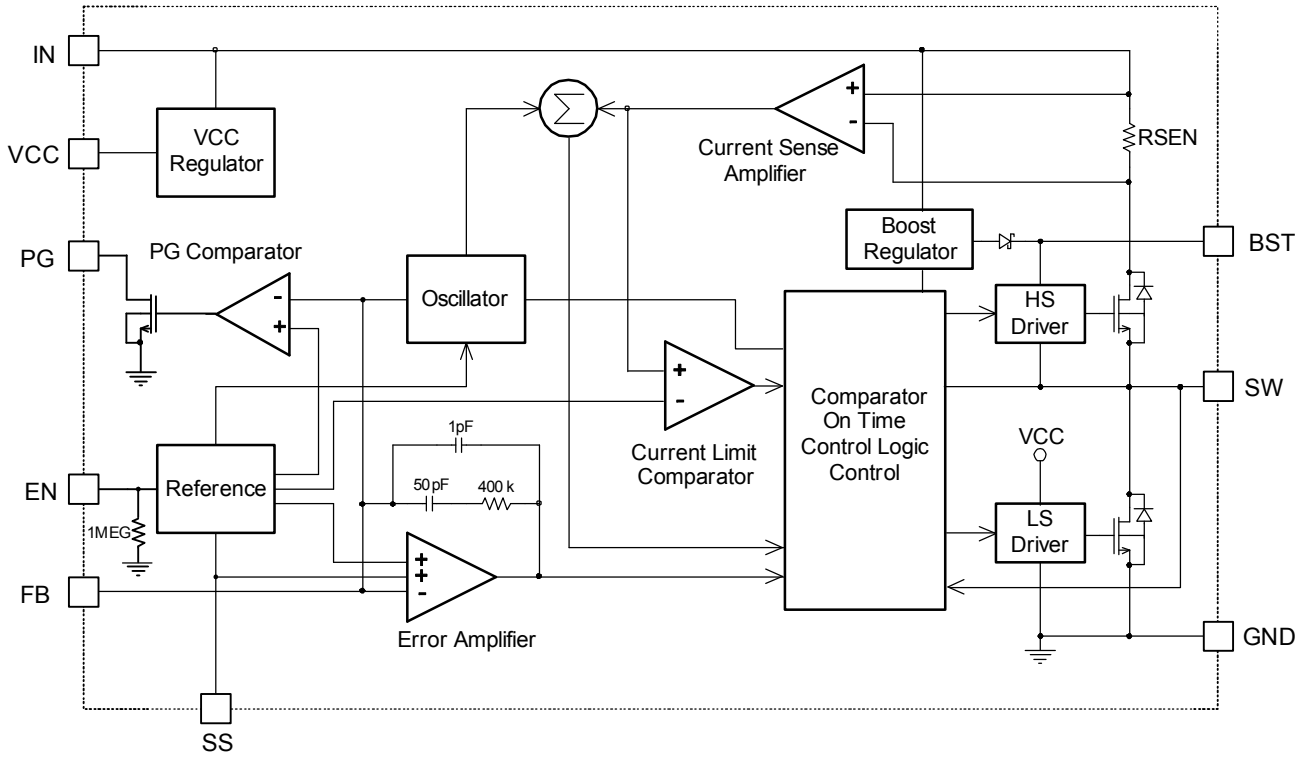 IN
VCC
Regulator
VCC
Σ
+
-
Current Sense
Amplifier
RSEN
Boost
Regulator
BST
PG
PG Comparator
-
+
Oscillator
HS
Driver
+
-
Current Limit
Comparator
Comparator
On Time
Control Logic
Control
SW
VCC
1pF
50pF
400k
EN
Reference
1MEG
LS
Driver
+
+
-
Error Amplifier
FB
GND
SS